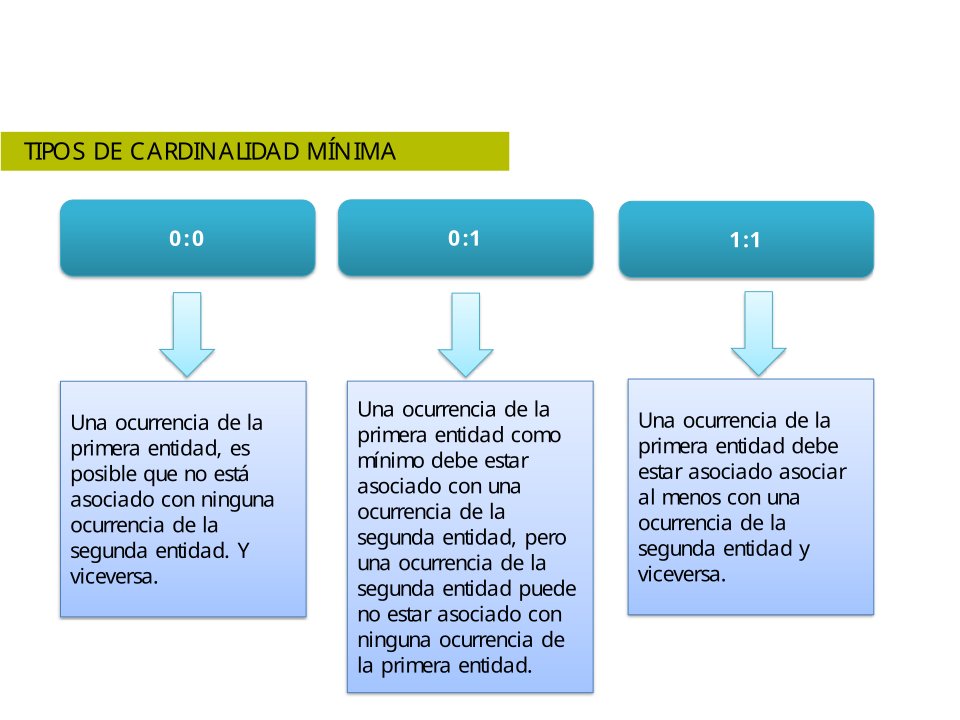 TIPOS DE CARDINALIDAD MÍNIMA
0:0
0:1
1:1
Una ocurrencia de la
primera entidad, es
posible que no está
asociado con ninguna
ocurrencia de la
segunda entidad. Y
viceversa.
Una ocurrencia de la
primera entidad como
mínimo debe estar
asociado con una
ocurrencia de la
segunda entidad, pero
una ocurrencia de la
segunda entidad puede
no estar asociado con
ninguna ocurrencia de
la primera entidad.
Una ocurrencia de la
primera entidad debe
estar asociado asociar
al menos con una
ocurrencia de la
segunda entidad y
viceversa.